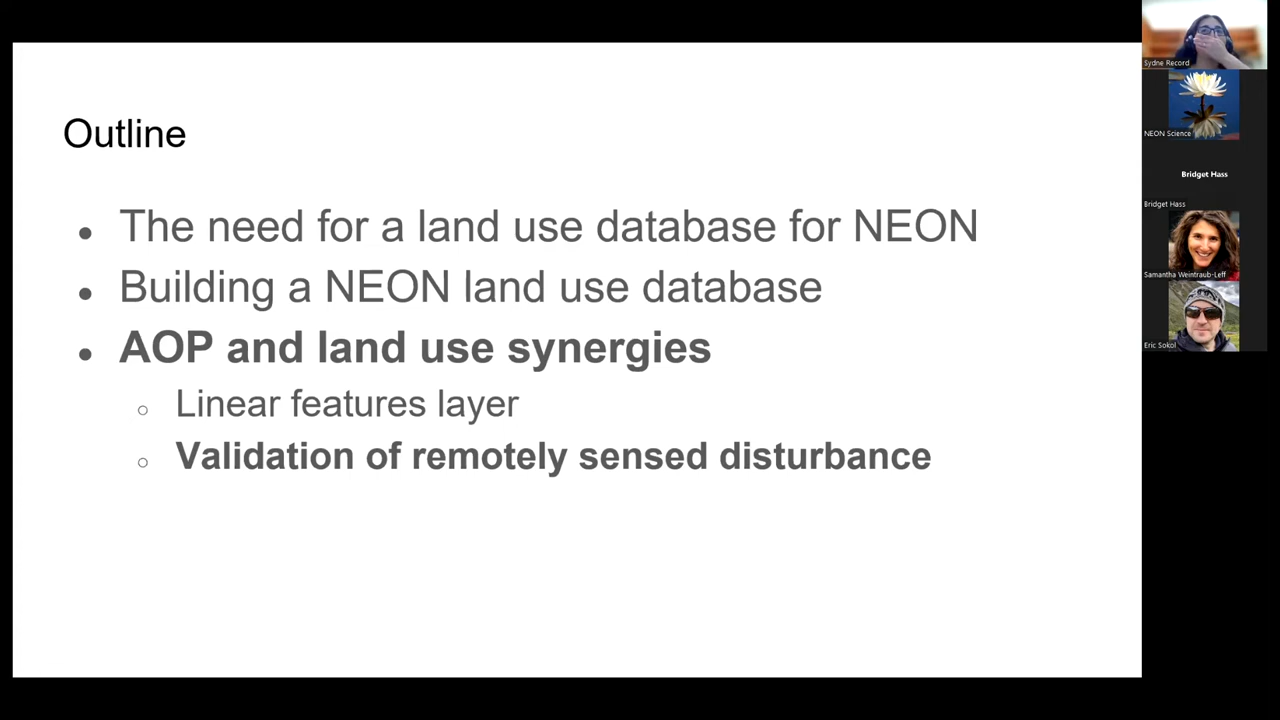 Outline
The need for a land use database for NEON
Building a NEON land use database
AOP and land use synergies
Linear features layer
Validation of remotely sensed disturbance
Sydne Record
NEON Science
Bridget Hass
Bridget Hass
Samantha Weintraub-Leff
Eric Sokol